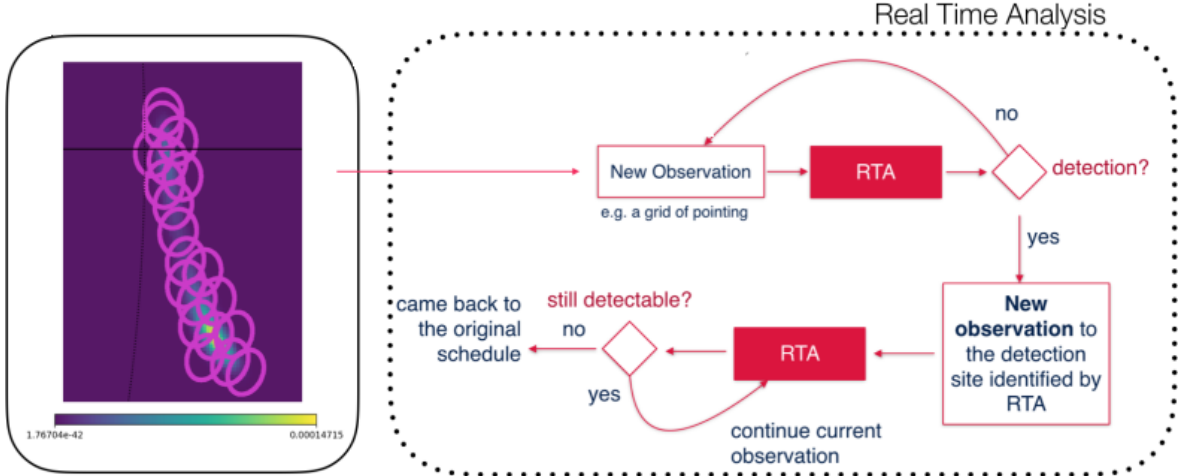 Real Time Analysis
no
New Observation
RTA
detection?
e.g. a grid of pointing
yes
came back to
the original
schedule
still detectable?
no
yes
RTA
New
observation to
the detection
site identified by
RTA
continue current
observation
1.76704e-42
0.00014715